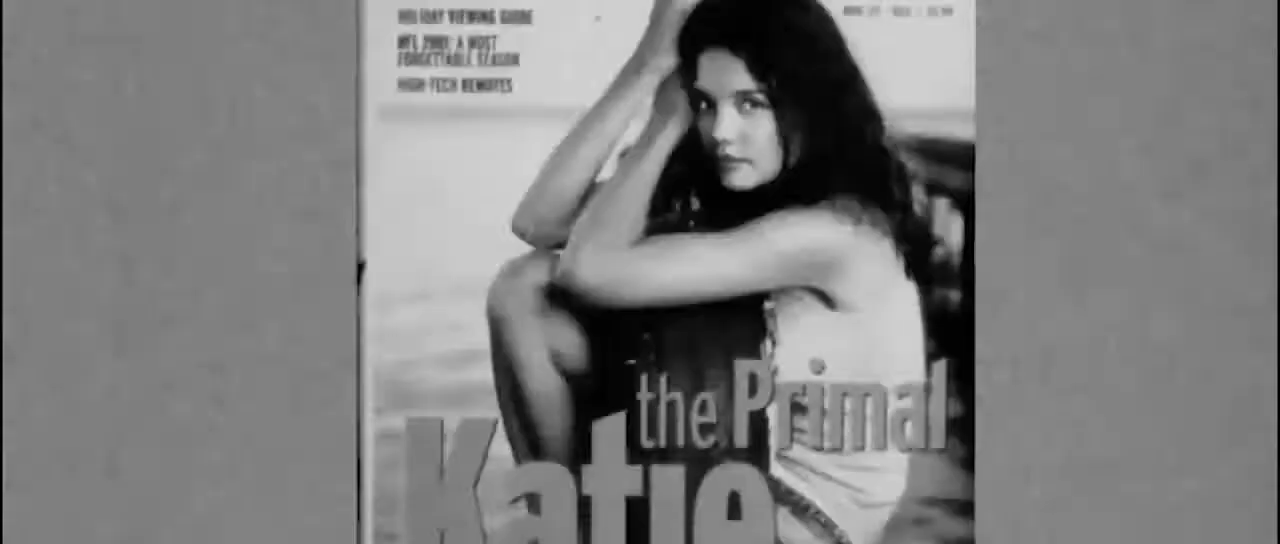 HOLIDAY VIEWING GUIDE
NFL 2001: A MOST
FORGETTABLE SEASON
HIGH-TECH REMOTES
the Primal
Katie